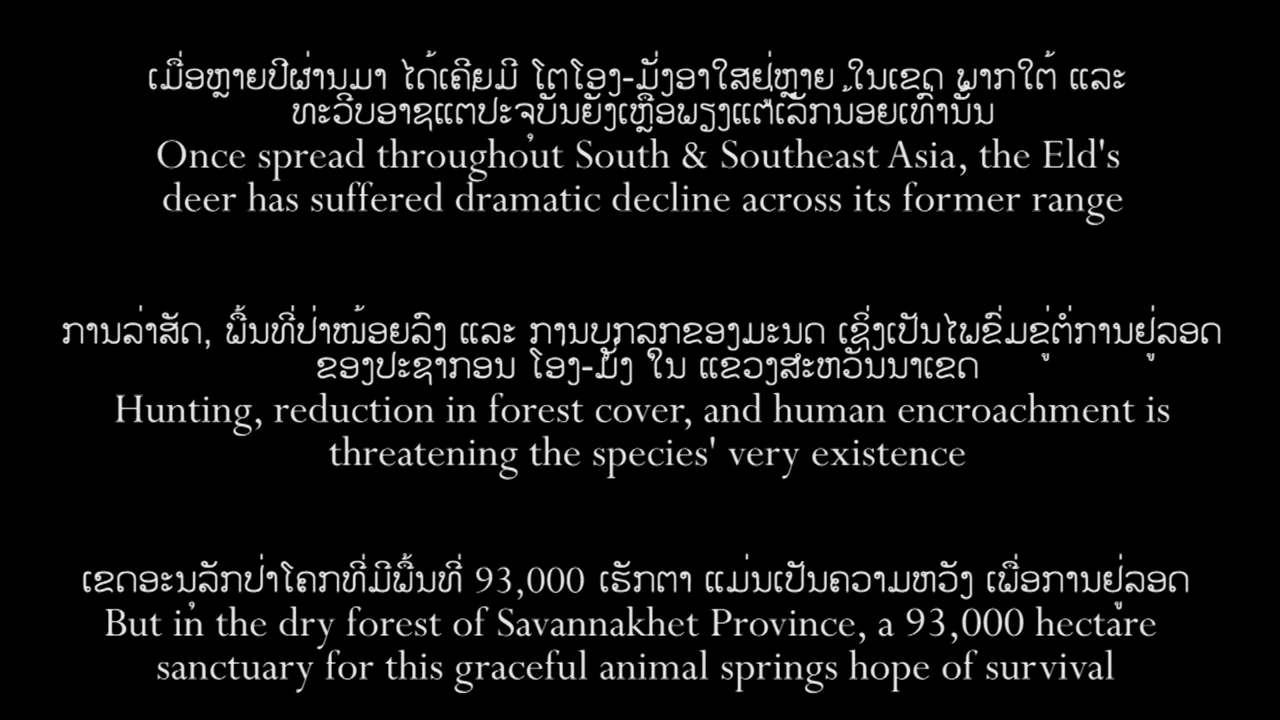 ເມື່ອຫຼາຍປີຜ່ານມາ ໄດ້ເຄີຍມີ ໂຕໂອງ-ມັ່ງອາໃສຢູ່ຫຼາຍ ໃນເຂດ ພາກໃຕ້ ແລະ
ທະວີບອາຊແຕ່ປະຈຸບັນຍັງເຫຼືອພຽງແຕ່ເລັກນ້ອຍເທົ່ານັ້ນ
Once spread throughout South & Southeast Asia, the Eld's
deer has suffered dramatic decline across its former range
ການລ່າສັດ, ພື້ນທີ່ປ່າໜ້ອຍລົງ ແລະ ການບຸກລຸກຂອງມະນຸດ ເຊິ່ງເປັນໄພຂົ່ມຂູ່ຕໍ່ການຢູ່ລອດ
ຂອງປະຊາກອນ ໂອງ-ມັ່ງ ໃນ ແຂວງສະຫວັນນາເຂດ
Hunting, reduction in forest cover, and human encroachment is
threatening the species' very existence
ເຂດອະນຸລັກປ່າໂຄກທີ່ມີພື້ນທີ່ 93,000 ເຮັກຕາ ແມ່ນເປັນຄວາມຫວັງ ເພື່ອການຢູ່ລອດ
But in the dry forest of Savannakhet Province, a 93,000 hectare
sanctuary for this graceful animal springs hope of survival